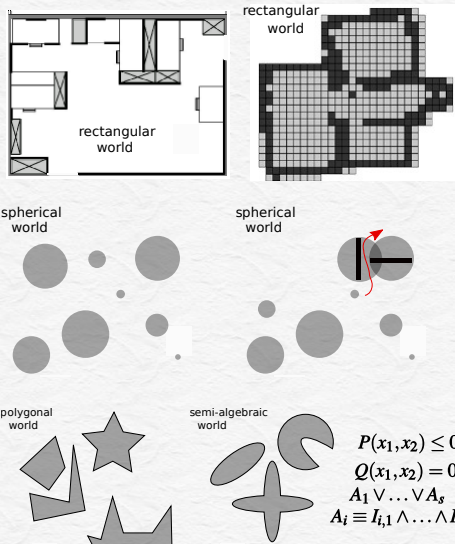 rectangular
world
rectangular
world
spherical
world
spherical
world
polygonal
world
semi-algebraic
world
P(x₁,x₂) ≤ 0
Q(x₁,x₂) = 0
A₁ ∨ … ∨ Aₛ
Aᵢ ≡ Iᵢ,₁ ∧ … ∧ I